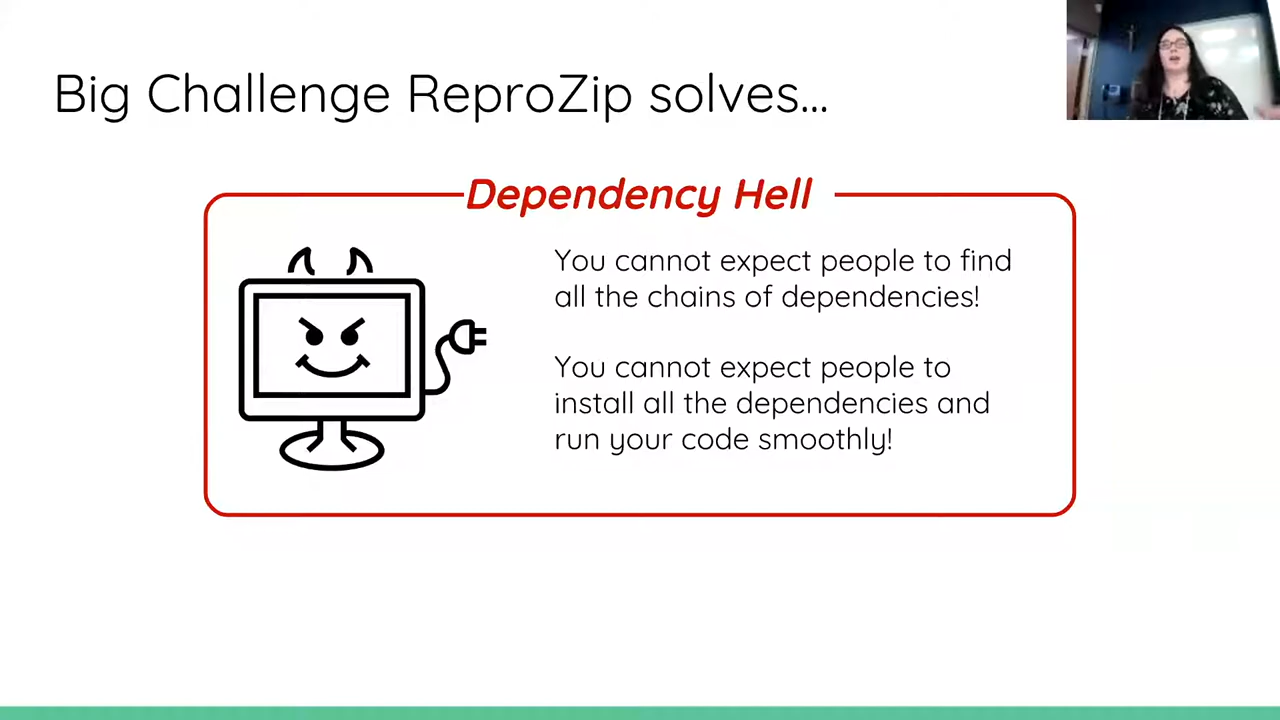 Big Challenge ReproZip solves...
Dependency Hell
You cannot expect people to find
all the chains of dependencies!
You cannot expect people to
install all the dependencies and
run your code smoothly!